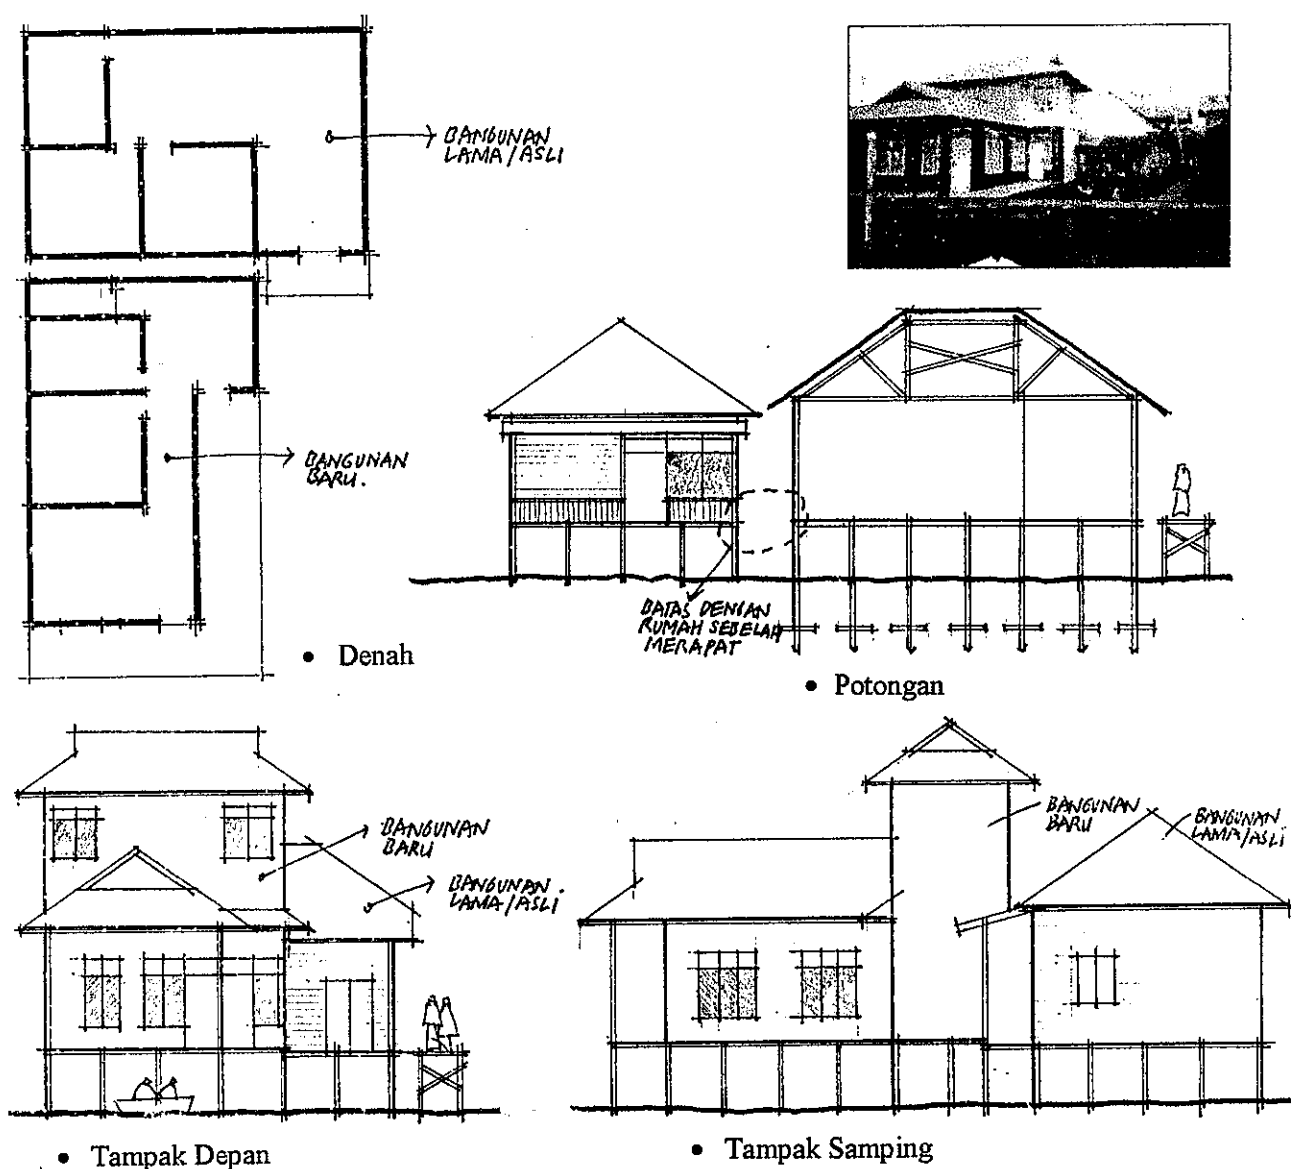 BANGUNAN
LAMA/ASLI
BANGUNAN
BARU.
• Denah
BATAS DENGAN
RUMAH SEBELAH
MERAPAT
• Potongan
BANGUNAN
BARU
BANGUNAN.
LAMA/ASLI
• Tampak Depan
BANGUNAN
BARU
BANGUNAN
LAMA/ASLI
• Tampak Samping